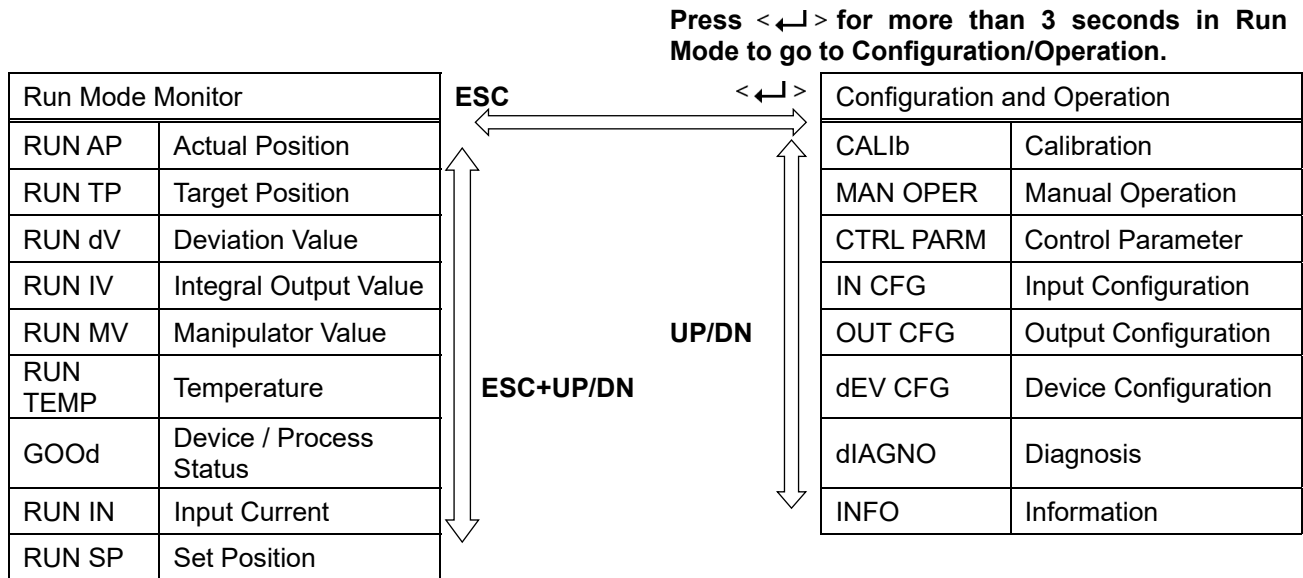 Press <↵> for more than 3 seconds in Run
Mode to go to Configuration/Operation.
Run Mode Monitor
RUN AP Actual Position
RUN TP Target Position
RUN dV Deviation Value
RUN IV Integral Output Value
RUN MV Manipulator Value
RUN
TEMP Temperature
GOOd Device / Process
Status
RUN IN Input Current
RUN SP Set Position
ESC <↵>
ESC+UP/DN
UP/DN
Configuration and Operation
CALIb Calibration
MAN OPER Manual Operation
CTRL PARM Control Parameter
IN CFG Input Configuration
OUT CFG Output Configuration
dEV CFG Device Configuration
dIAGNO Diagnosis
INFO Information